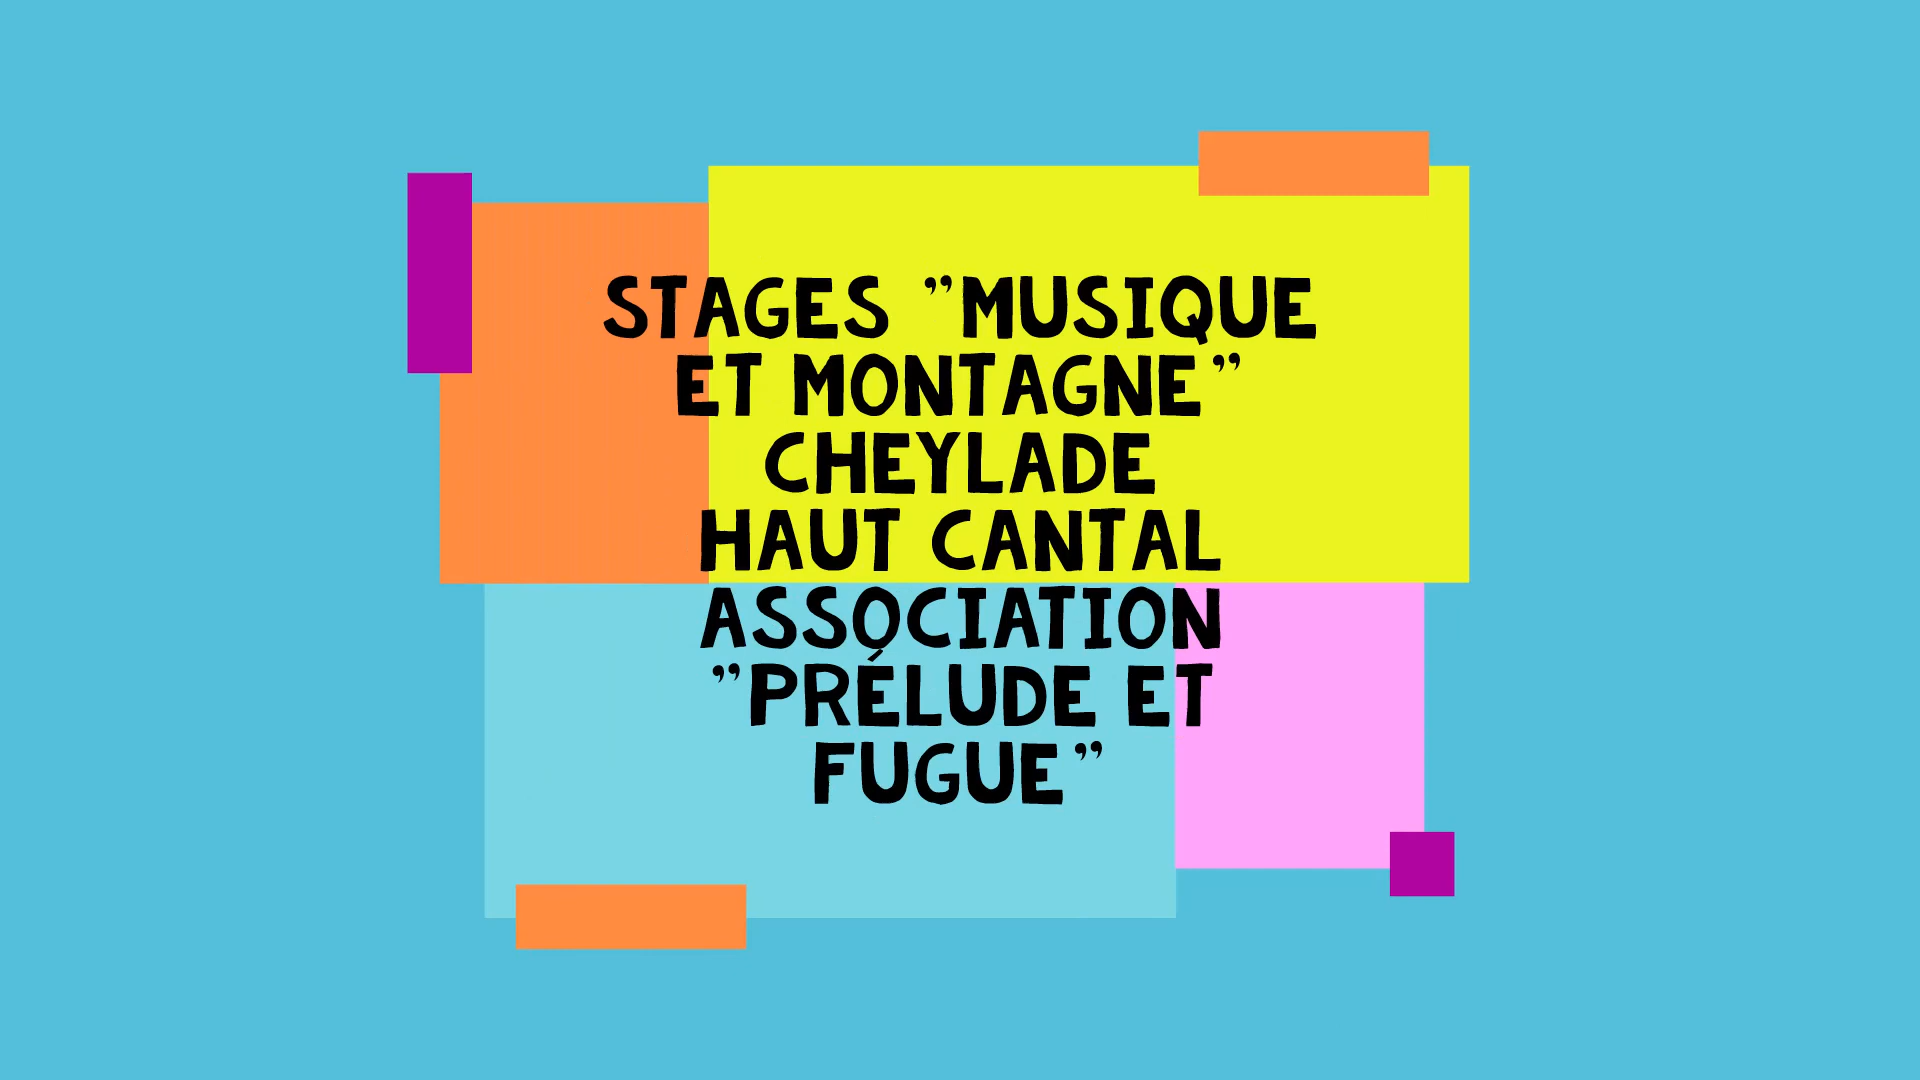 STAGES "MUSIQUE
ET MONTAGNE"
CHEYLADE
HAUT CANTAL
ASSOCIATION
"PRÉLUDE ET
FUGUE"